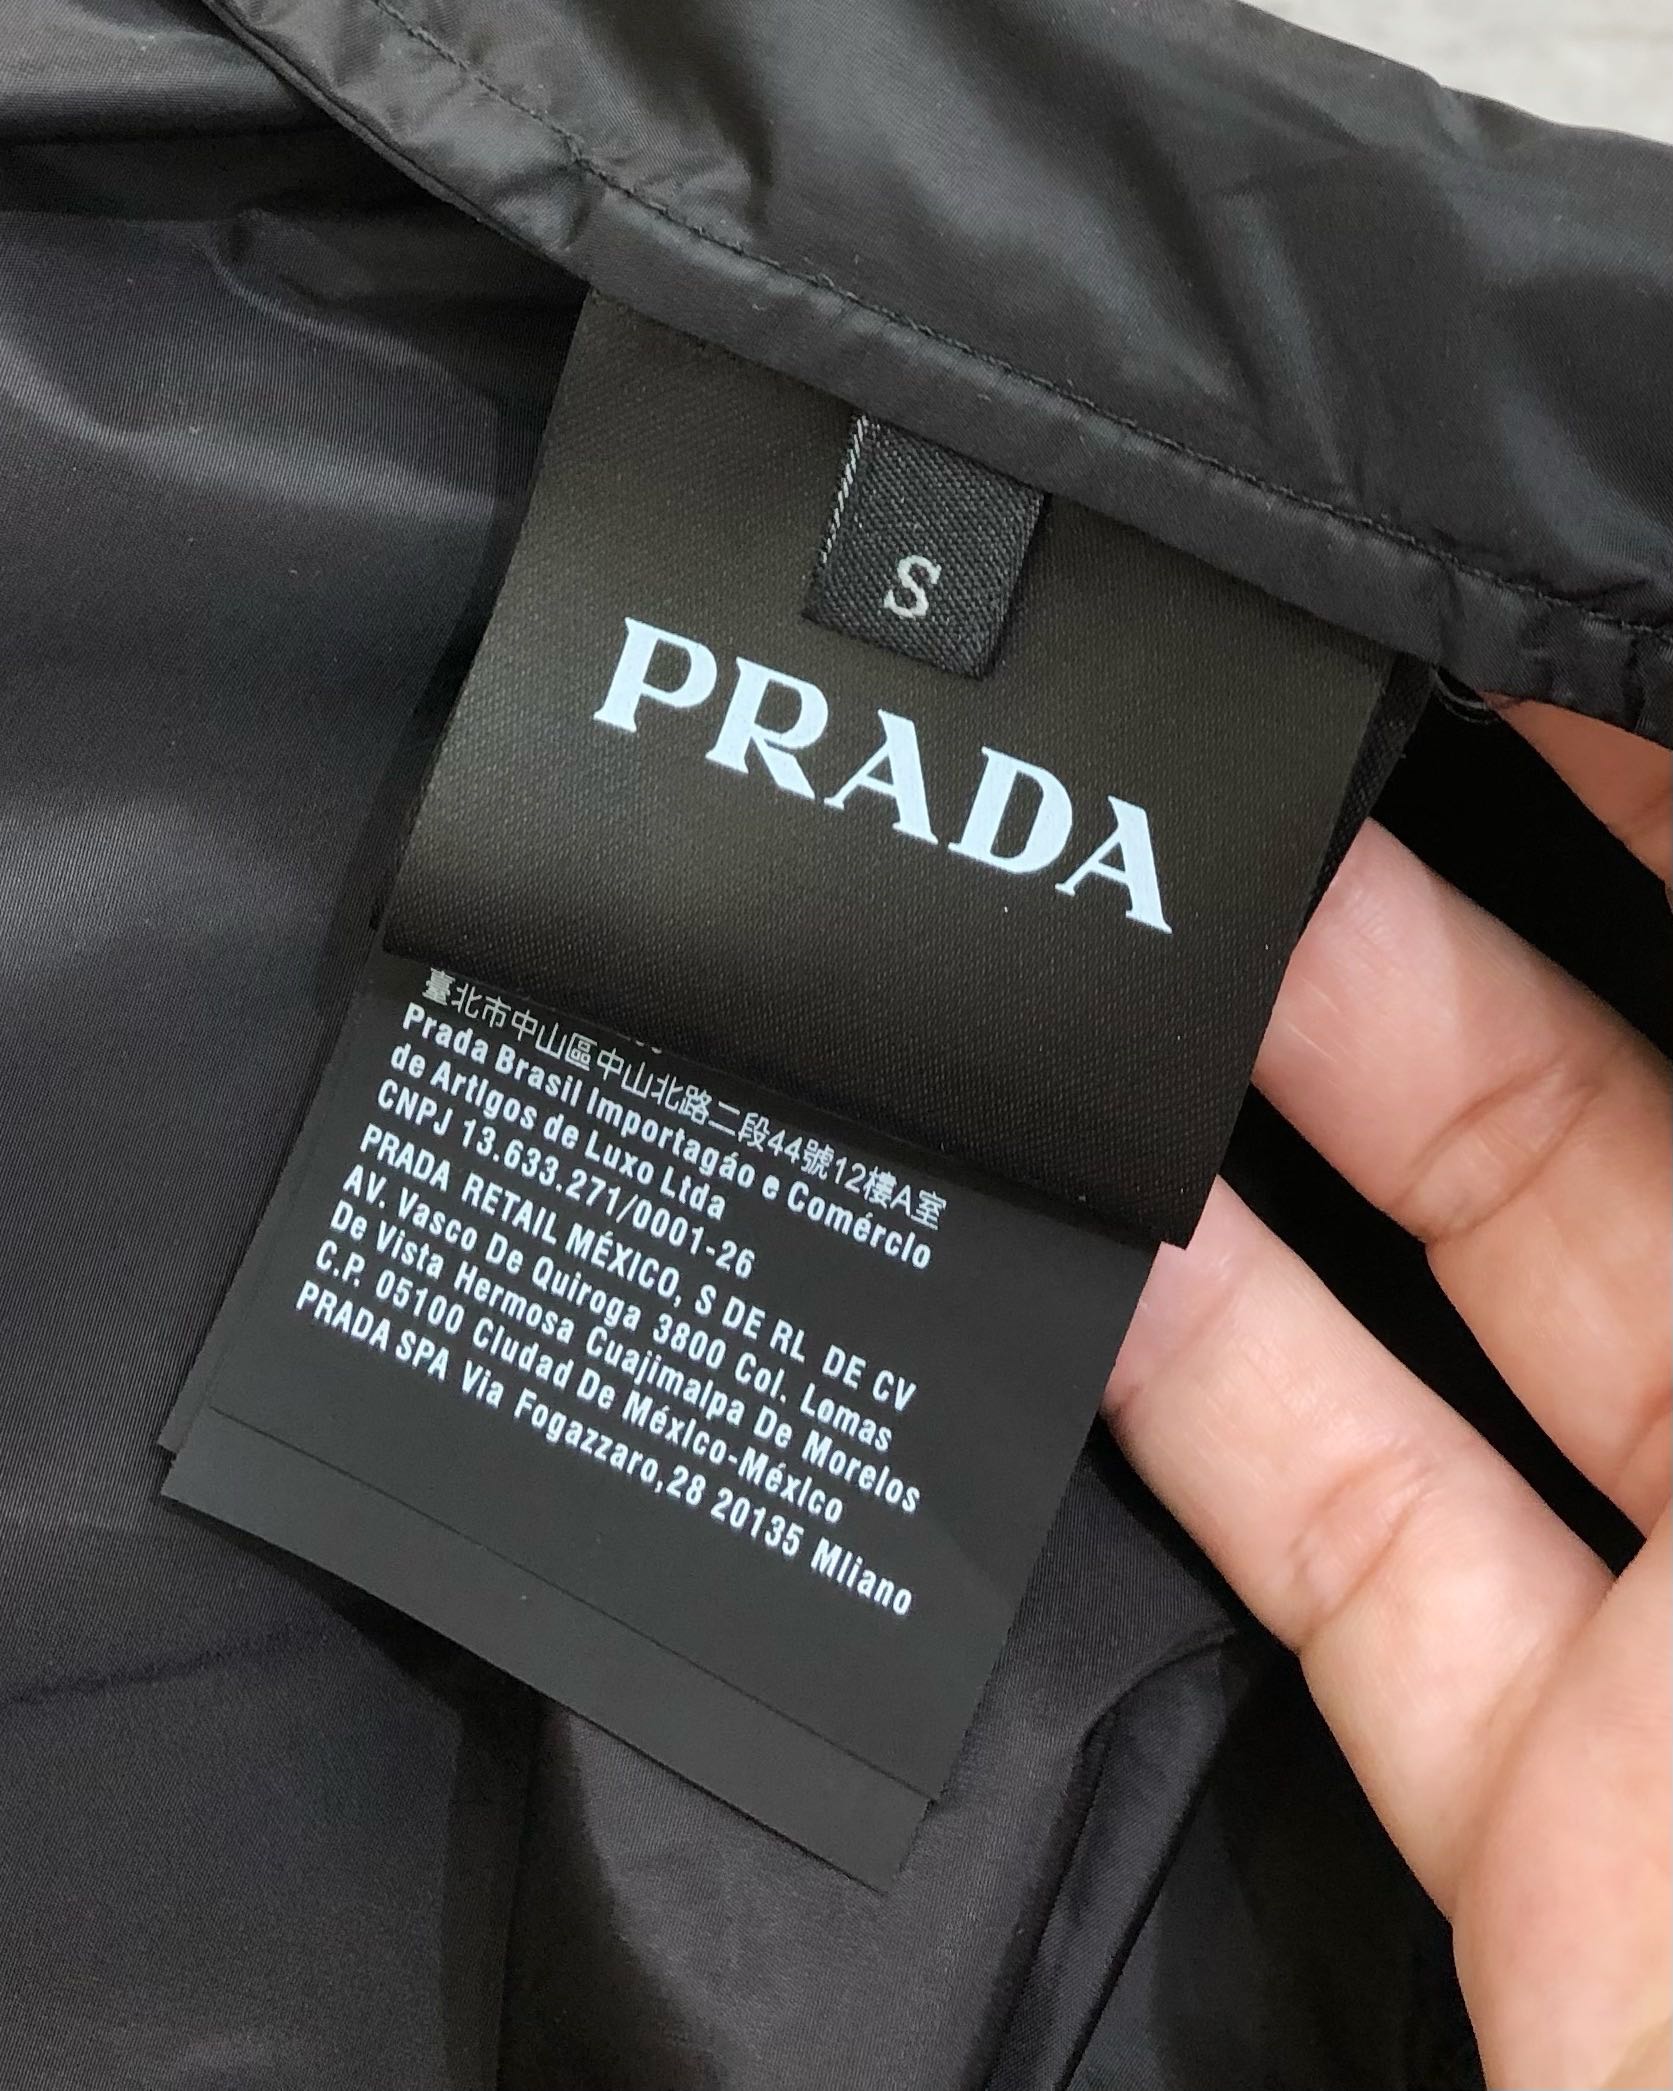 S
PRADA
臺北市中山區中山北路二段44號12樓A室
Prada Brasil Importagáo e Comérclo
de Artlgos de Luxo Ltda
CNPJ 13.633.271/0001-26
PRADA RETAIL MÉXICO, S DE RL DE CV
AV. Vasco De Quiroga 3800 Col. Lomas
De Vista Hermosa Cuajimalpa De Morelos
C.P. 05100 Cludad De Méxlco-Méxlco
PRADA SPA Via Fogazzaro,28 20135 Mliano